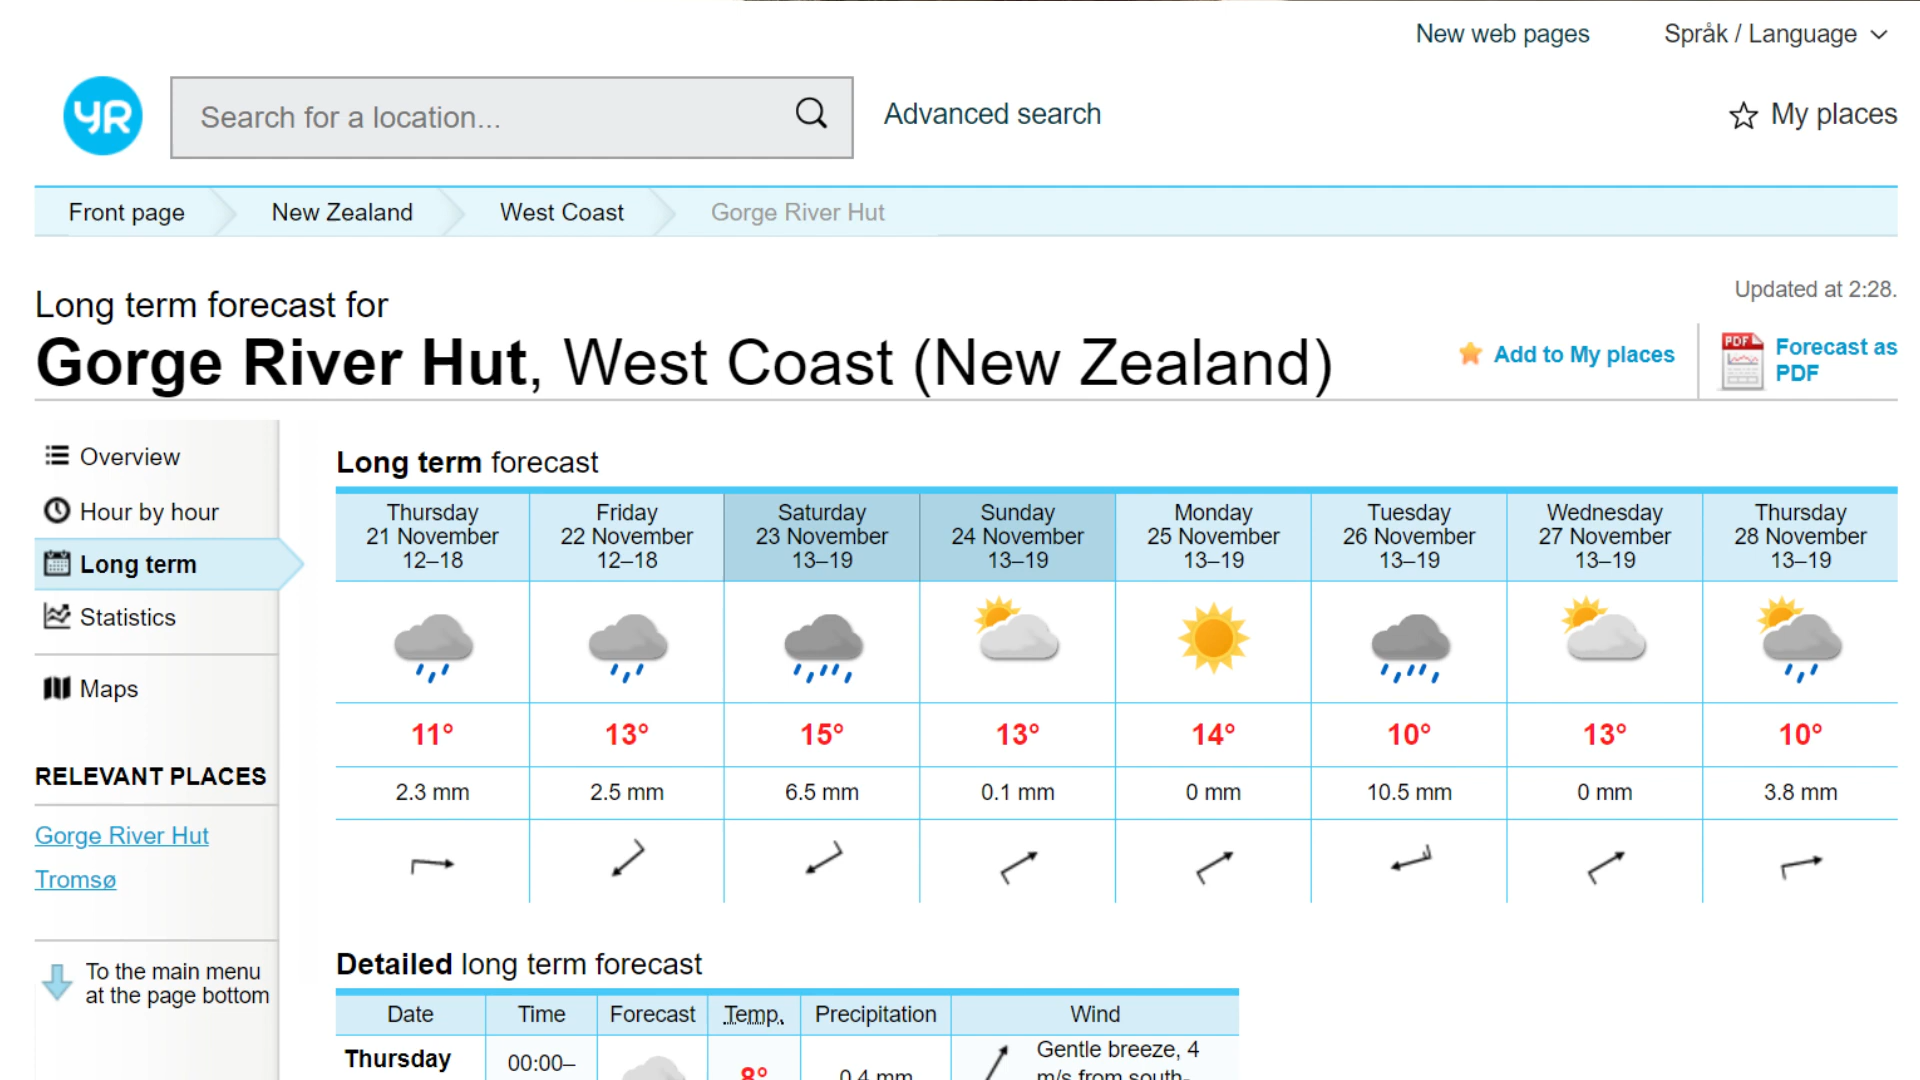 New web pages
Språk / Language
YR
Search for a location...
Advanced search
My places
Front page
New Zealand
West Coast
Gorge River Hut
Updated at 2:28.
Long term forecast for
Gorge River Hut, West Coast (New Zealand)
Add to My places
PDF
Forecast as
PDF
Overview
Hour by hour
Long term
Statistics
Maps
RELEVANT PLACES
Gorge River Hut
Tromsø
To the main menu
at the page bottom
Long term forecast
Thursday Friday Saturday Sunday Monday Tuesday Wednesday Thursday
21 November 22 November 23 November 24 November 25 November 26 November 27 November 28 November
12–18 12–18 13–19 13–19 13–19 13–19 13–19 13–19
11° 13° 15° 13° 14° 10° 13° 10°
2.3 mm 2.5 mm 6.5 mm 0.1 mm 0 mm 10.5 mm 0 mm 3.8 mm
Detailed long term forecast
Date Time Forecast Temp. Precipitation Wind
Thursday 00:00– 8° 0.4 mm Gentle breeze, 4
m/s from south-